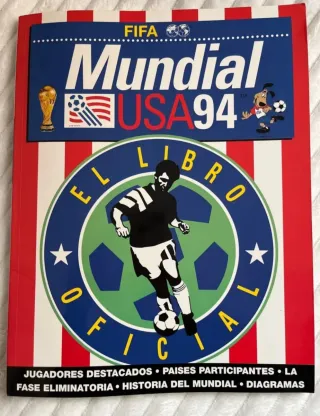 FIFA
Mundial
USA94
EL LIBRO
OFICIAL
JUGADORES DESTACADOS • PAISES PARTICIPANTES • LA
FASE ELIMINATORIA • HISTORIA DEL MUNDIAL • DIAGRAMAS